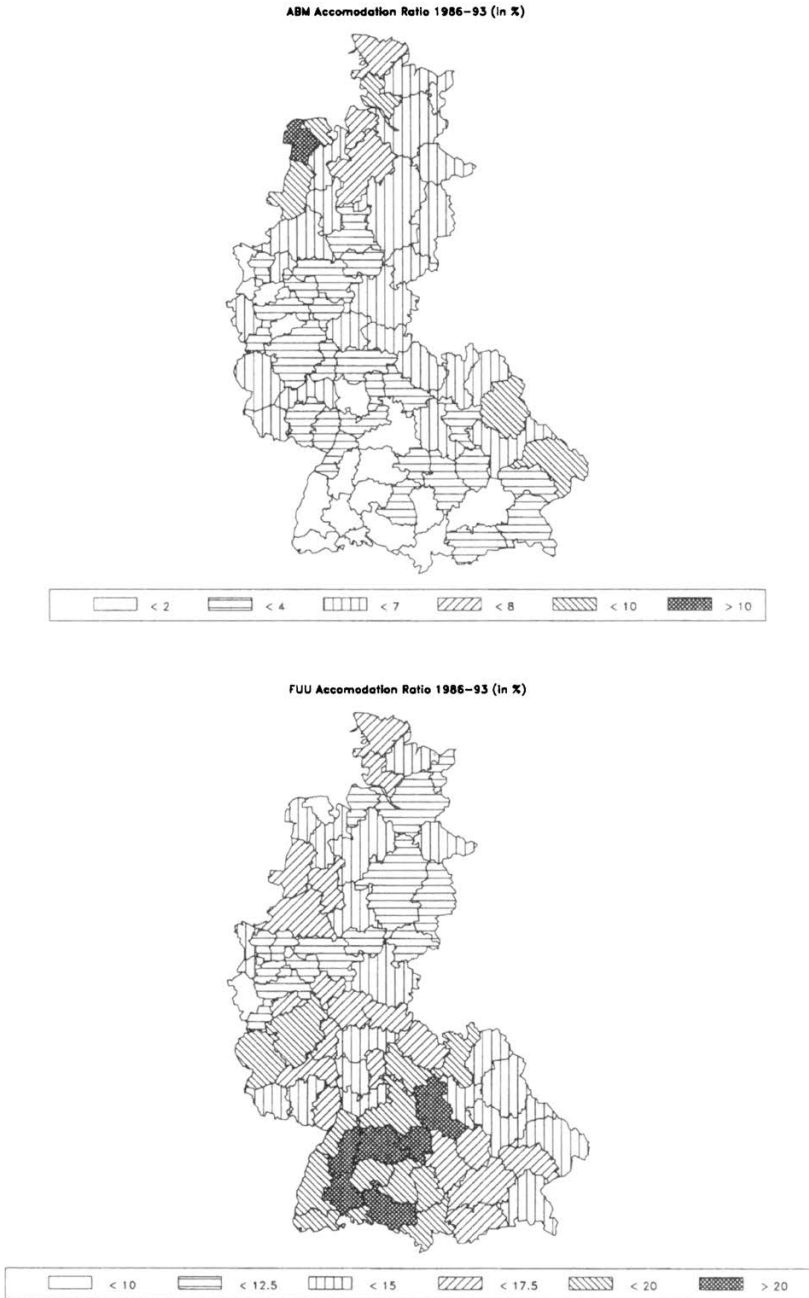 ABM Accomodation Ratio 1986-93 (in %)
< 2 < 4 < 7 < 8 < 10 > 10
FUU Accomodation Ratio 1986-93 (in %)
< 10 < 12.5 < 15 < 17.5 < 20 > 20